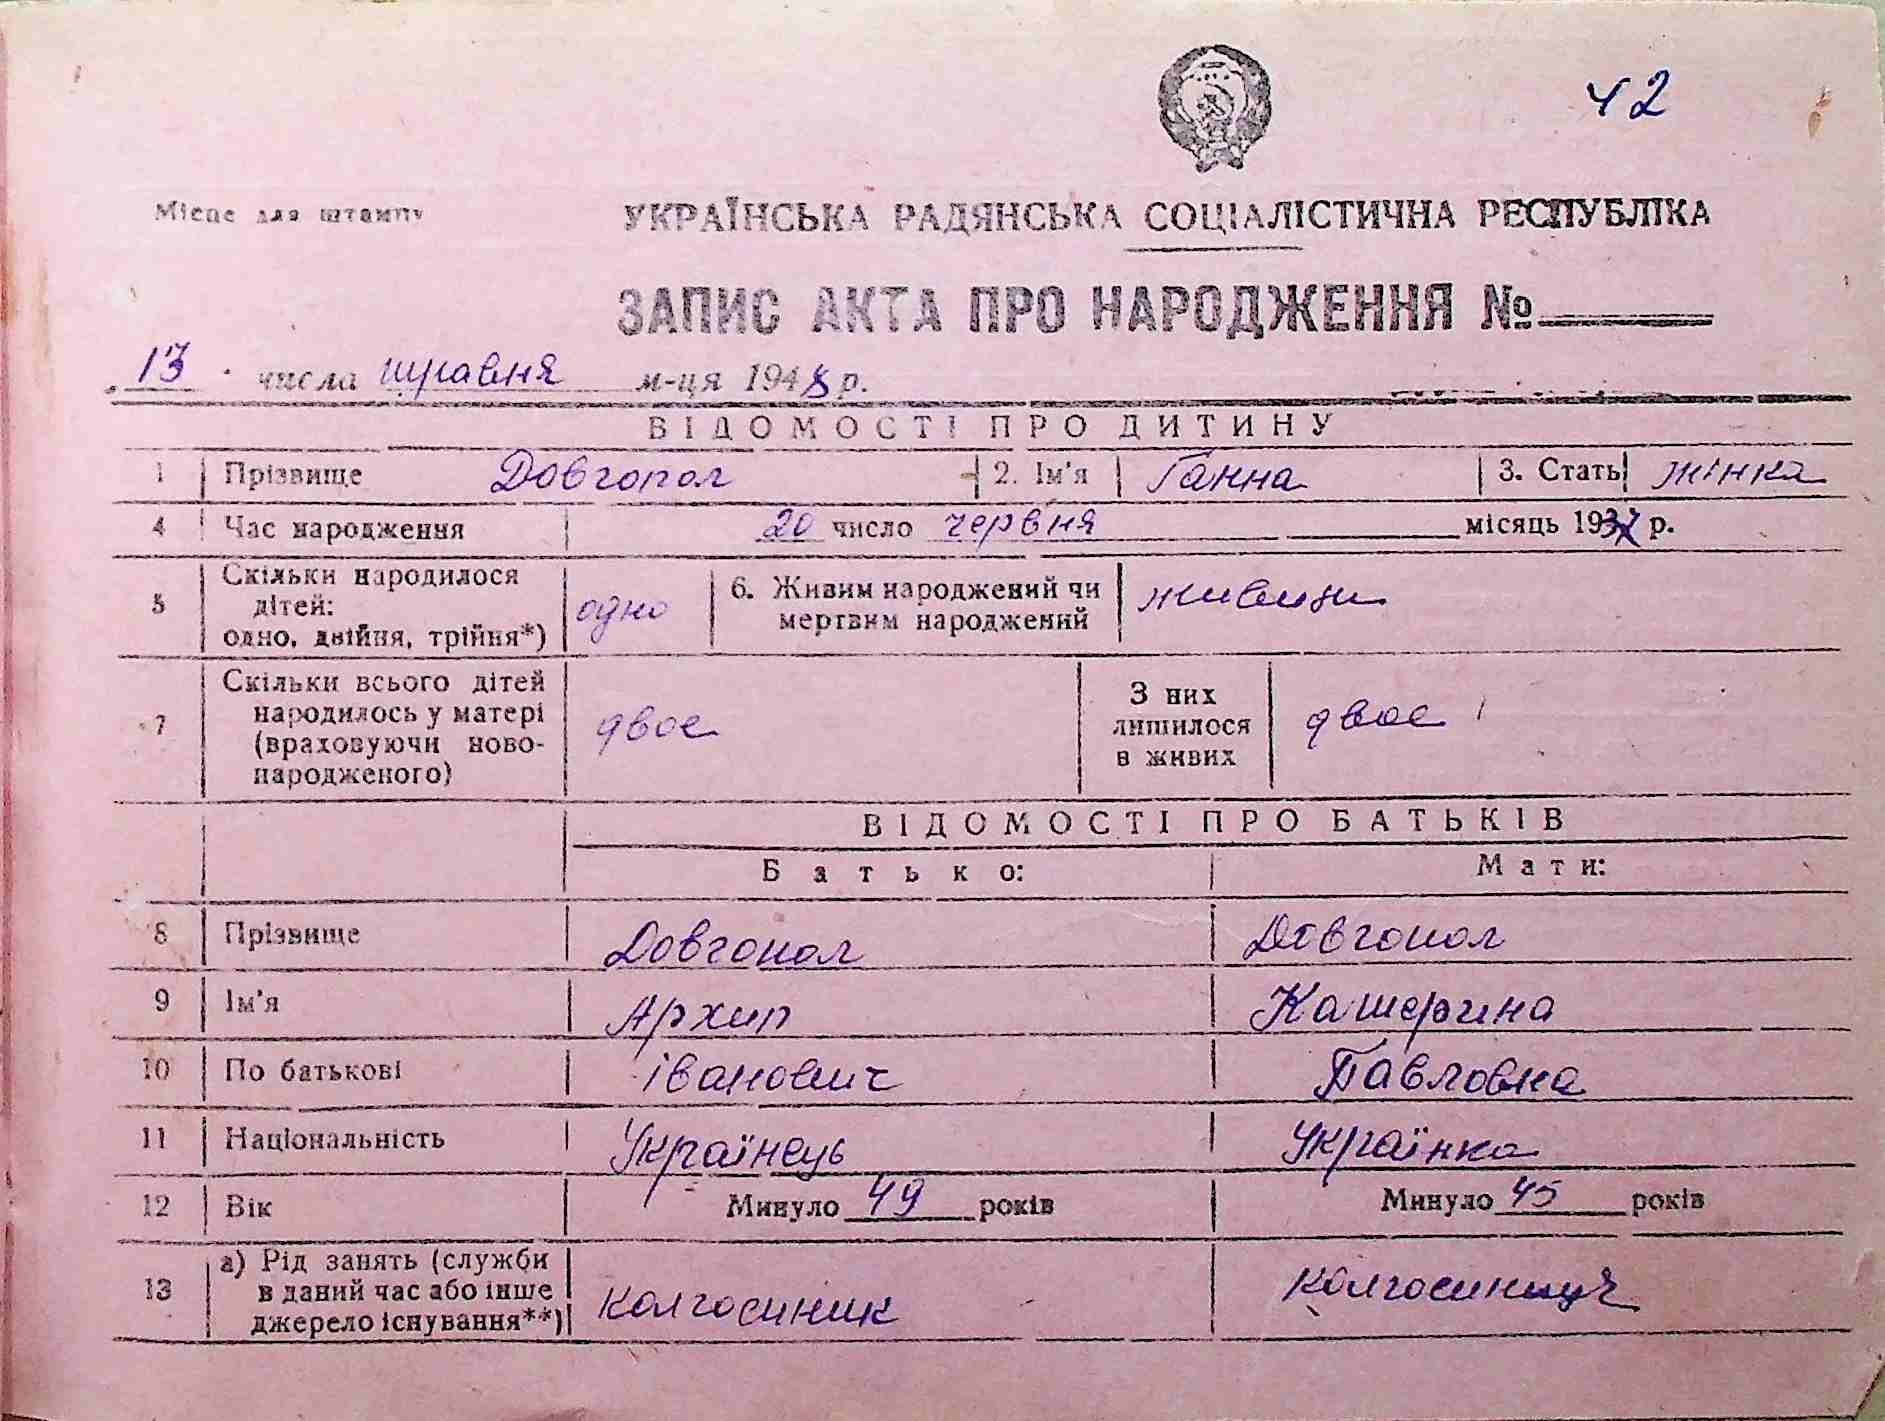 42
Місце для штампу
УКРАЇНСЬКА РАДЯНСЬКА СОЦІАЛІСТИЧНА РЕСПУБЛІКА
ЗАПИС АКТА ПРО НАРОДЖЕННЯ №
13 числа травня м-ця 1948 р.
ВІДОМОСТІ ПРО ДИТИНУ
1 Прізвище Довгопол 2. Ім'я Ганна 3. Стать жінка
4 Час народження 20 число червня місяць 1937 р.
5 Скільки народилося дітей: одно, двійня, трійня*) одно 6. Живим народжений чи мертвим народжений живим
7 Скільки всього дітей народилось у матері (враховуючи ново-народженого) двоє З них лишилося в живих двоє
ВІДОМОСТІ ПРО БАТЬКІВ
Батько: Мати:
8 Прізвище Довгопол Довгопол
9 Ім'я Архип Катерина
10 По батькові Іванович Павловна
11 Національність Українець Українка
12 Вік Минуло 49 років Минуло 45 років
13 а) Рід занять (служби в даний час або інше джерело існування**) колгоспник